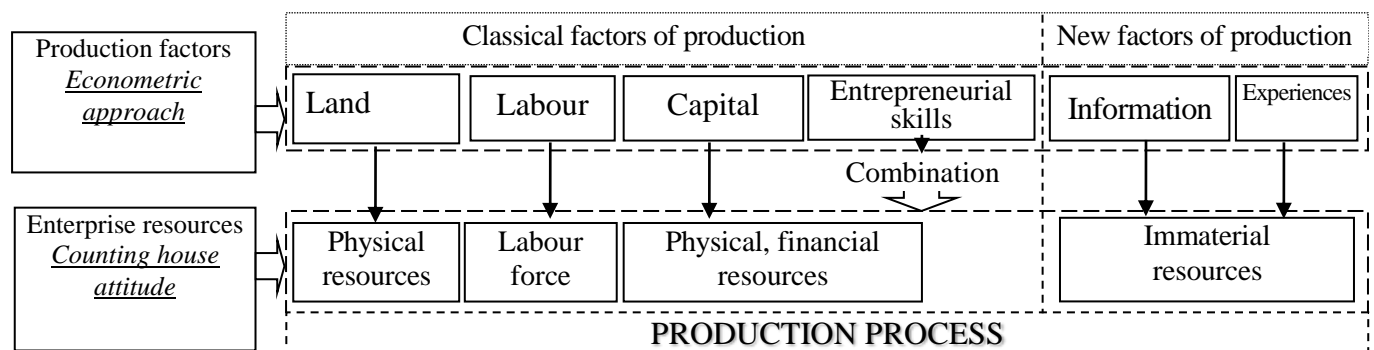 Classical factors of production
New factors of production
Production factors
Econometric
approach
Land
Labour
Capital
Entrepreneurial
skills
Information
Experiences
Combination
Enterprise resources
Counting house
attitude
Physical
resources
Labour
force
Physical, financial
resources
Immaterial
resources
PRODUCTION PROCESS